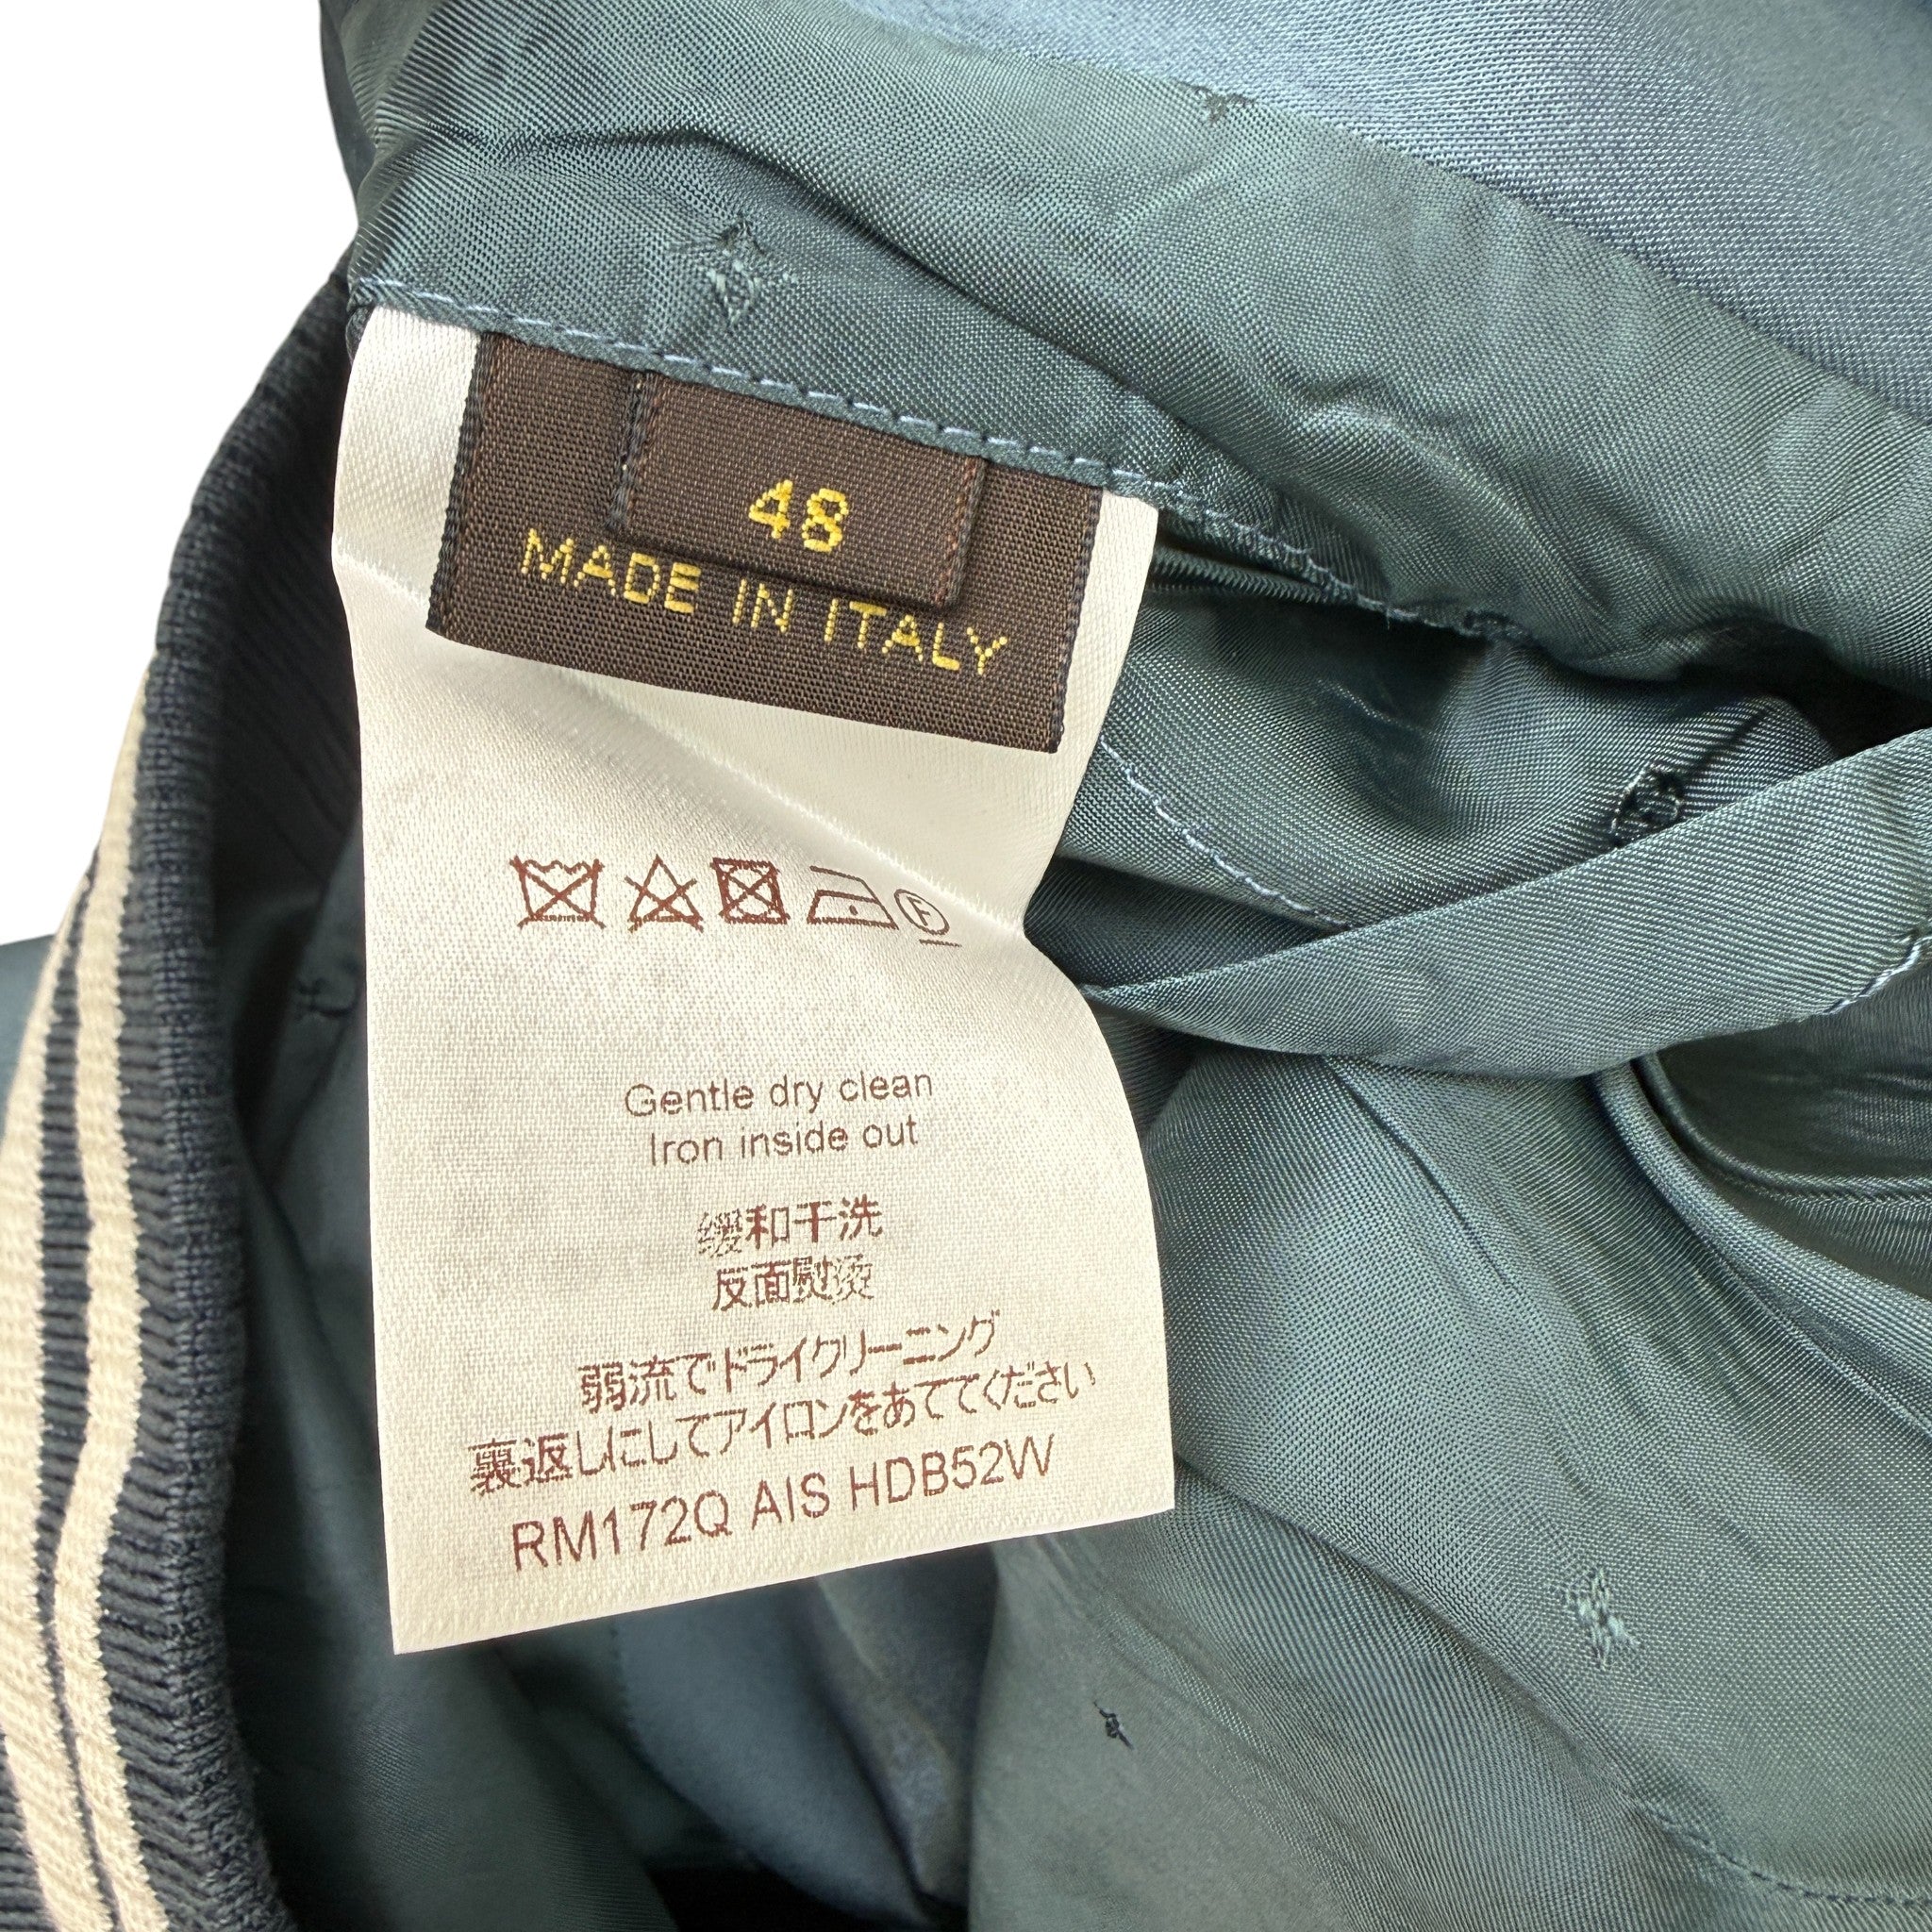 48
MADE IN ITALY
F
Gentle dry clean
Iron inside out
缓和干洗
反面熨烫
弱流でドライクリーニング
裏返しにしてアイロンをあててください
RM172Q AIS HDB52W